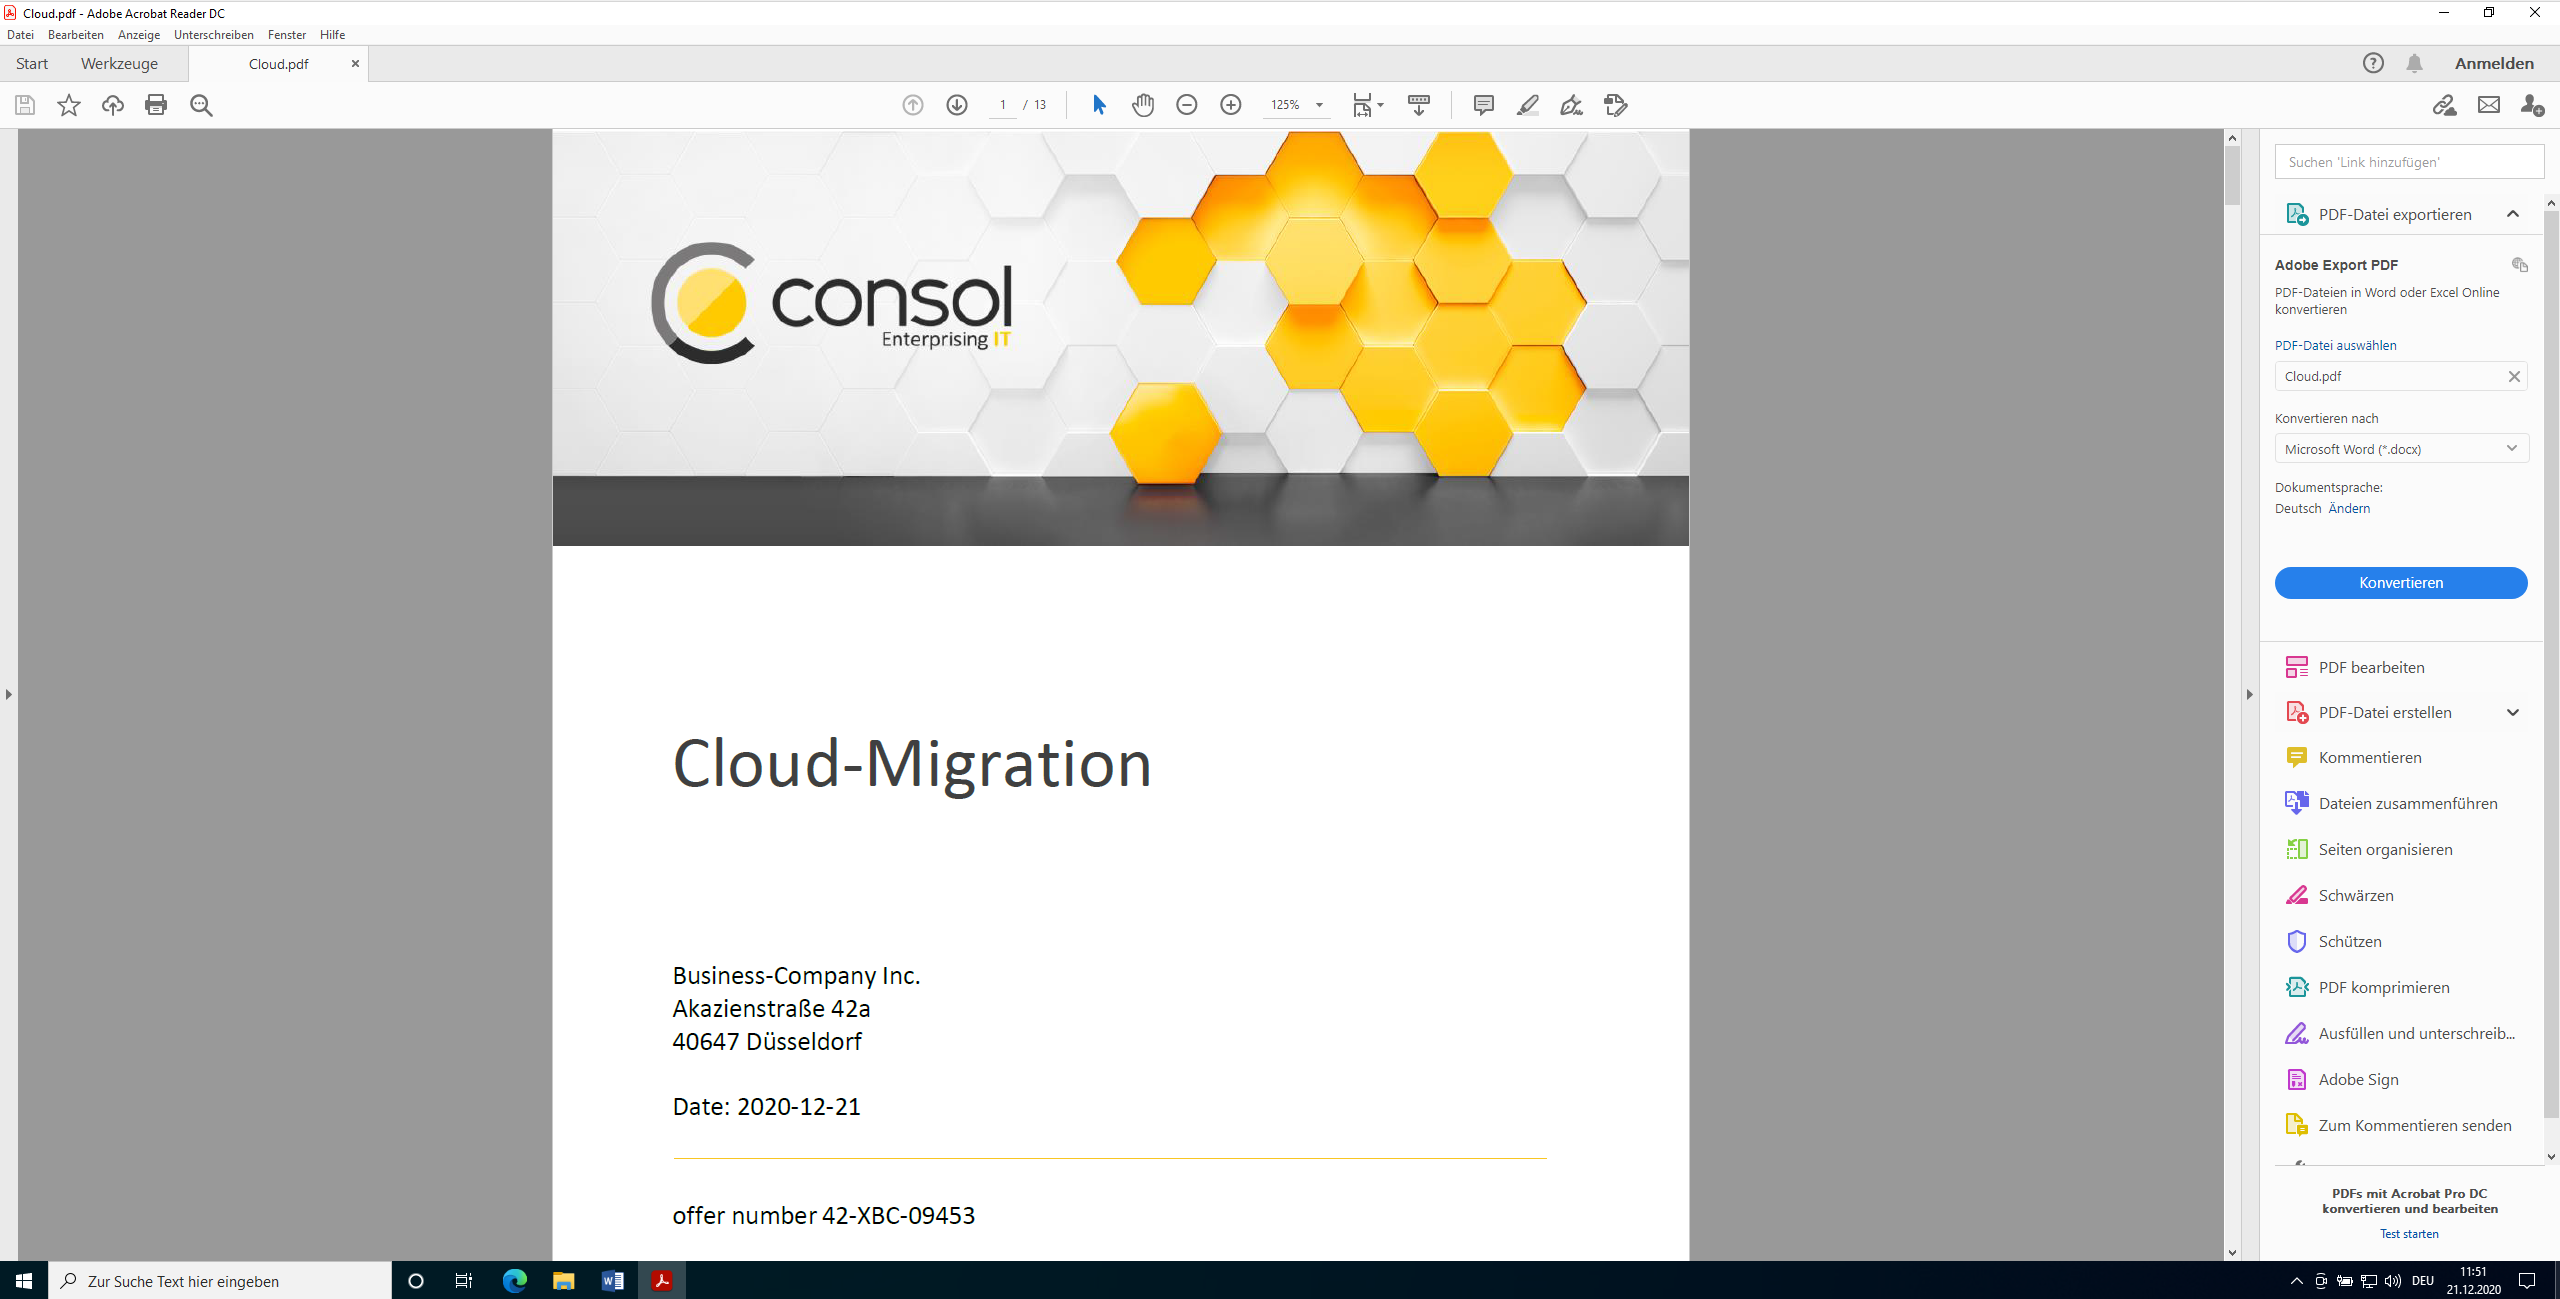 Cloud.pdf - Adobe Acrobat Reader DC
Datei Bearbeiten Anzeige Unterschreiben Fenster Hilfe
Start Werkzeuge Cloud.pdf Anmelden
1 / 13 125%
consol
Enterprising IT
Cloud-Migration
Business-Company Inc.
Akazienstraße 42a
40647 Düsseldorf
Date: 2020-12-21
offer number 42-XBC-09453
Suchen 'Link hinzufügen'
PDF-Datei exportieren
Adobe Export PDF
PDF-Dateien in Word oder Excel Online
konvertieren
PDF-Datei auswählen
Cloud.pdf
Konvertieren nach
Microsoft Word (*.docx)
Dokumentsprache:
Deutsch Ändern
Konvertieren
PDF bearbeiten
PDF-Datei erstellen
Kommentieren
Dateien zusammenführen
Seiten organisieren
Schwärzen
Schützen
PDF komprimieren
Ausfüllen und unterschreib...
Adobe Sign
Zum Kommentieren senden
PDFs mit Acrobat Pro DC
konvertieren und bearbeiten
Test starten
Zur Suche Text hier eingeben
DEU
11:51
21.12.2020